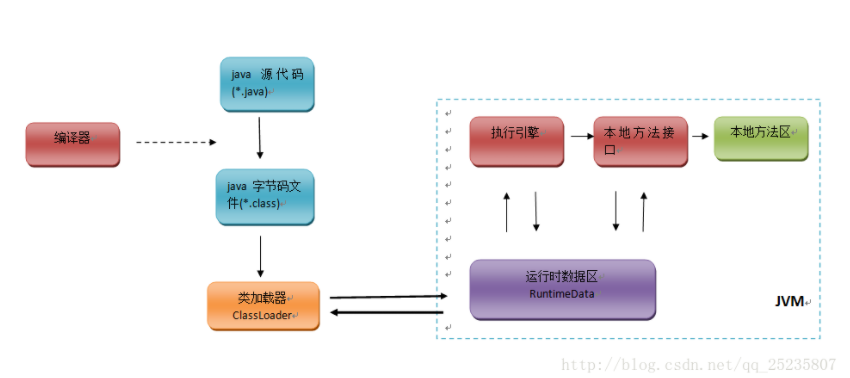 java 源代码
(*.java)
编译器
执行引擎
本地方法接
口
本地方法区
java 字节码文
件(*.class)
运行时数据区
RuntimeData
类加载器
ClassLoader
JVM
http://blog.csdn.net/qq_25235807